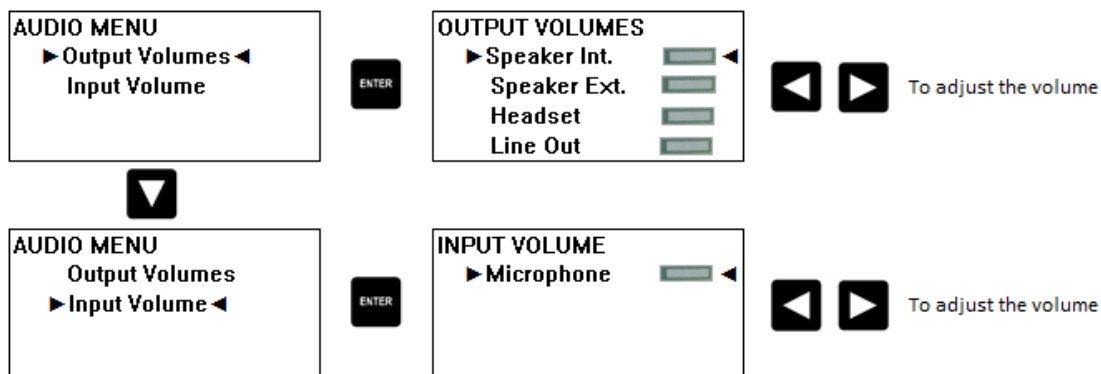 AUDIO MENU
Output Volumes
Input Volume
ENTER
OUTPUT VOLUMES
Speaker Int.
Speaker Ext.
Headset
Line Out
To adjust the volume
AUDIO MENU
Output Volumes
Input Volume
ENTER
INPUT VOLUME
Microphone
To adjust the volume